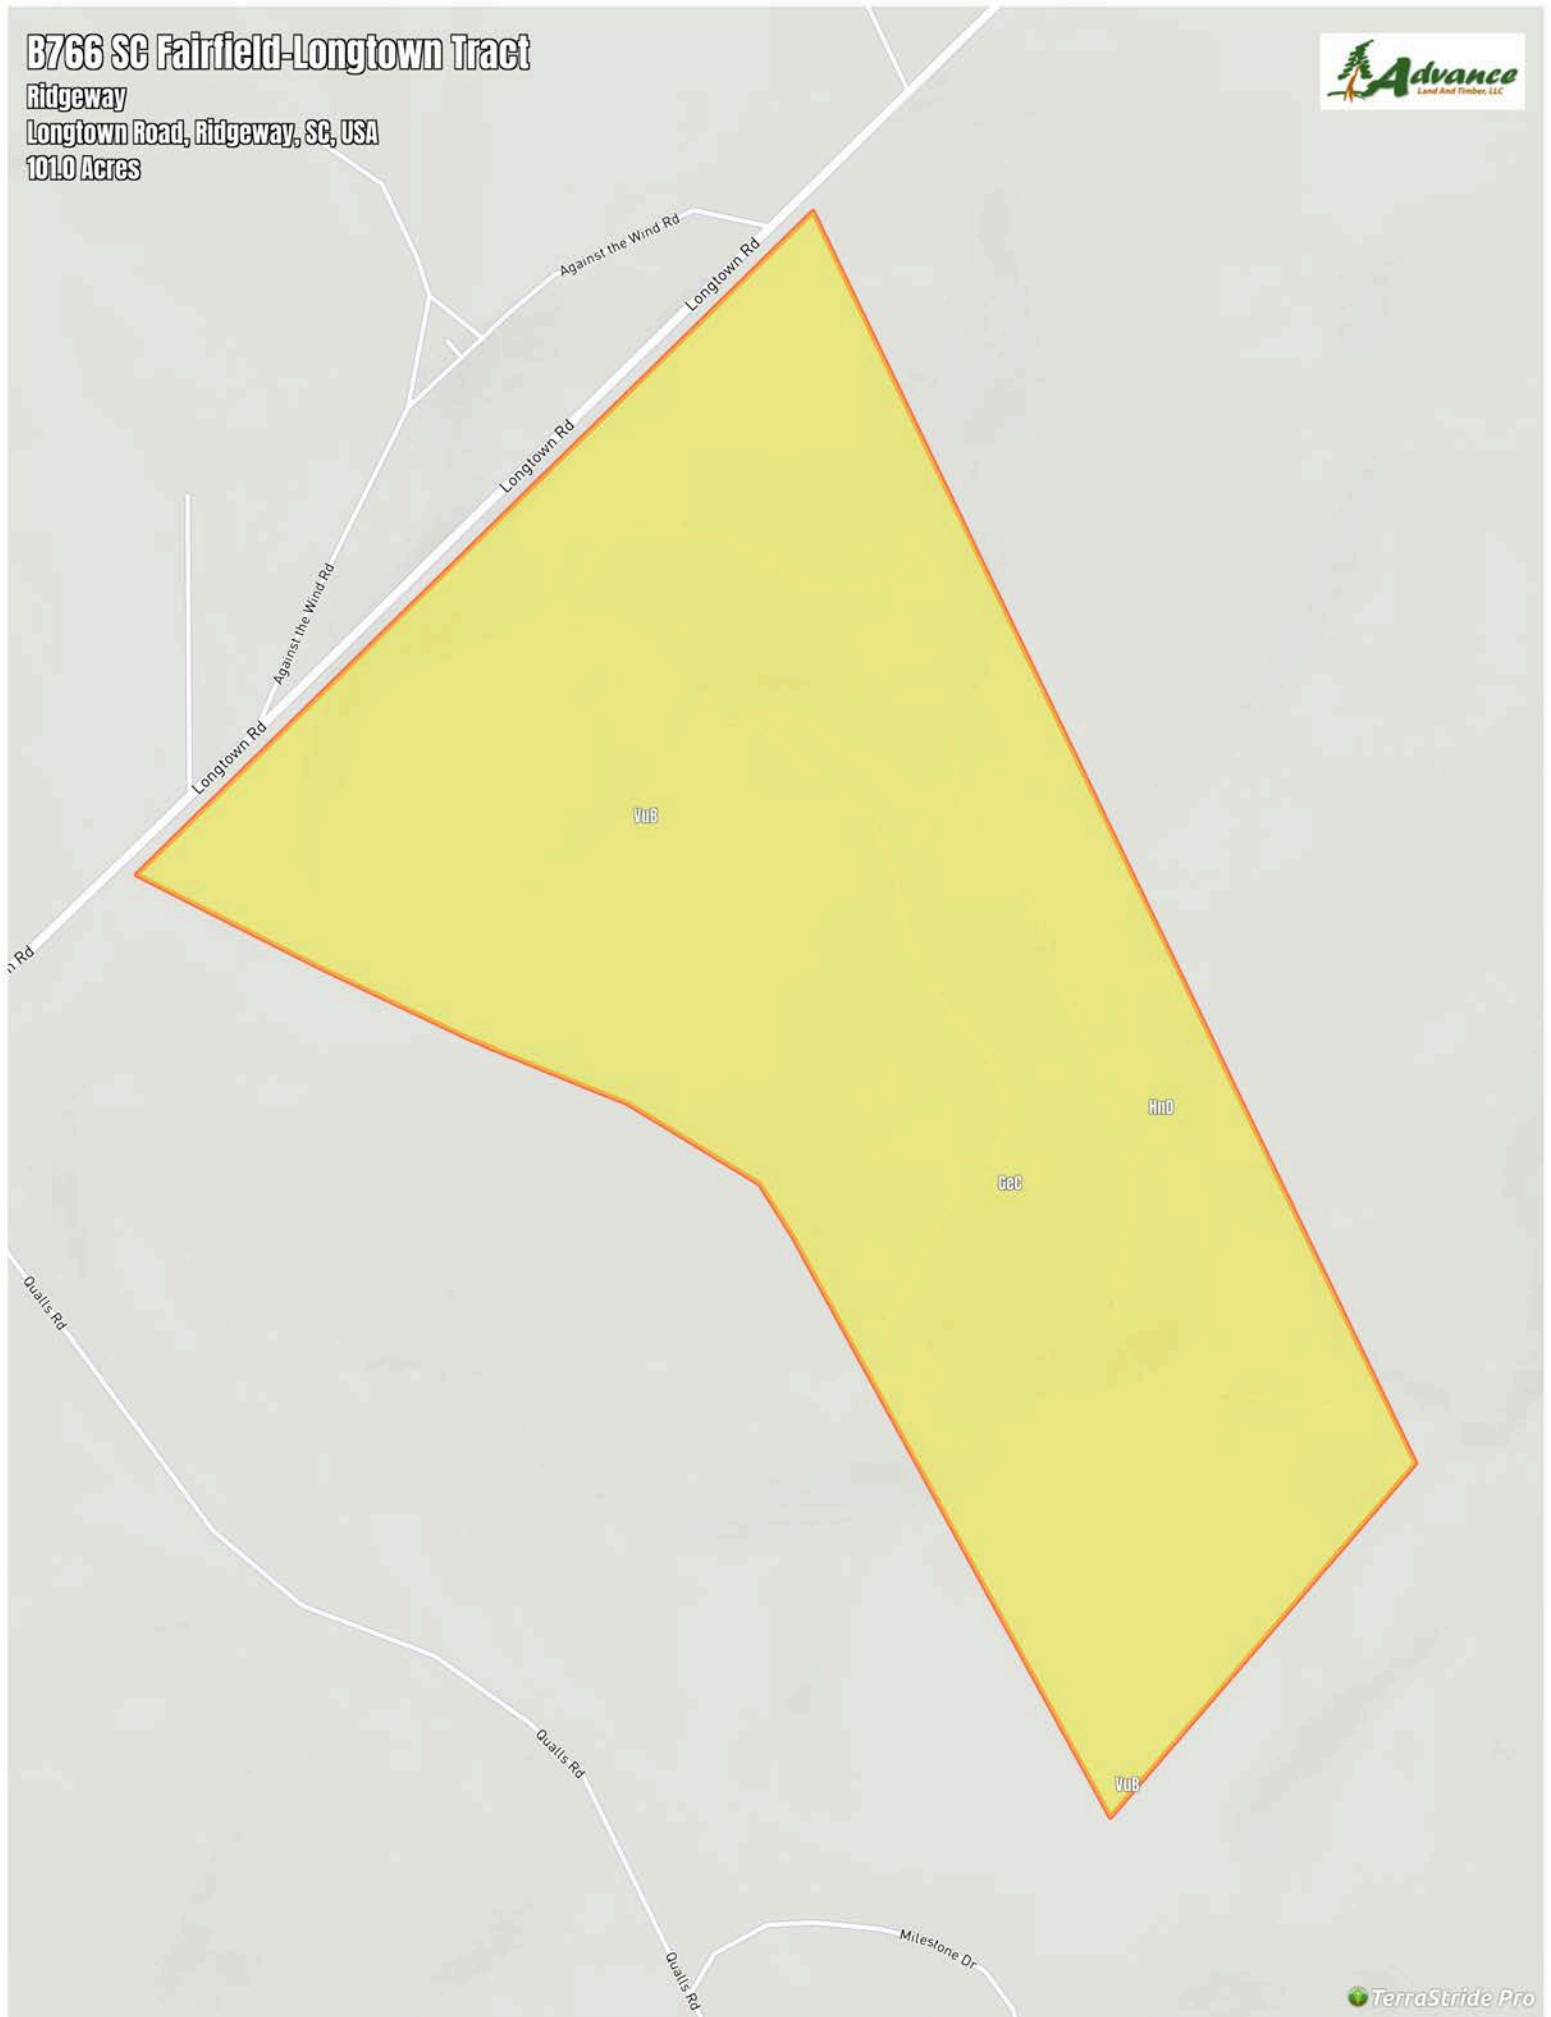 B766 SC Fairfield-Longtown Tract
Ridgeway
Longtown Road, Ridgeway, SC, USA
101.0 Acres
Advance
Land And Timber, LLC
Against the Wind Rd
Longtown Rd
Longtown Rd
Against the Wind Rd
Longtown Rd
VuB
n Rd
HnD
GeC
Qualls Rd
Qualls Rd
VuB
Milestone Dr
Qualls Rd
TerraStride Pro